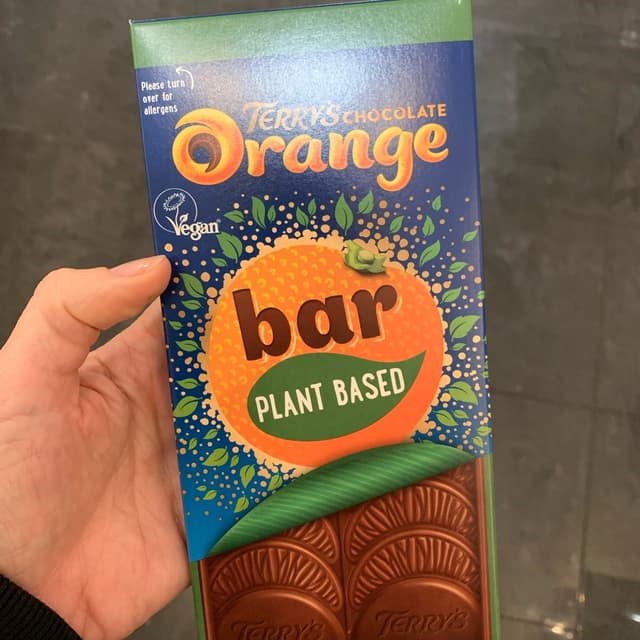 Please turn
over for
allergens
TERRY'S CHOCOLATE
Orange
Vegan
bar
PLANT BASED
TERRY'S TERRY'S